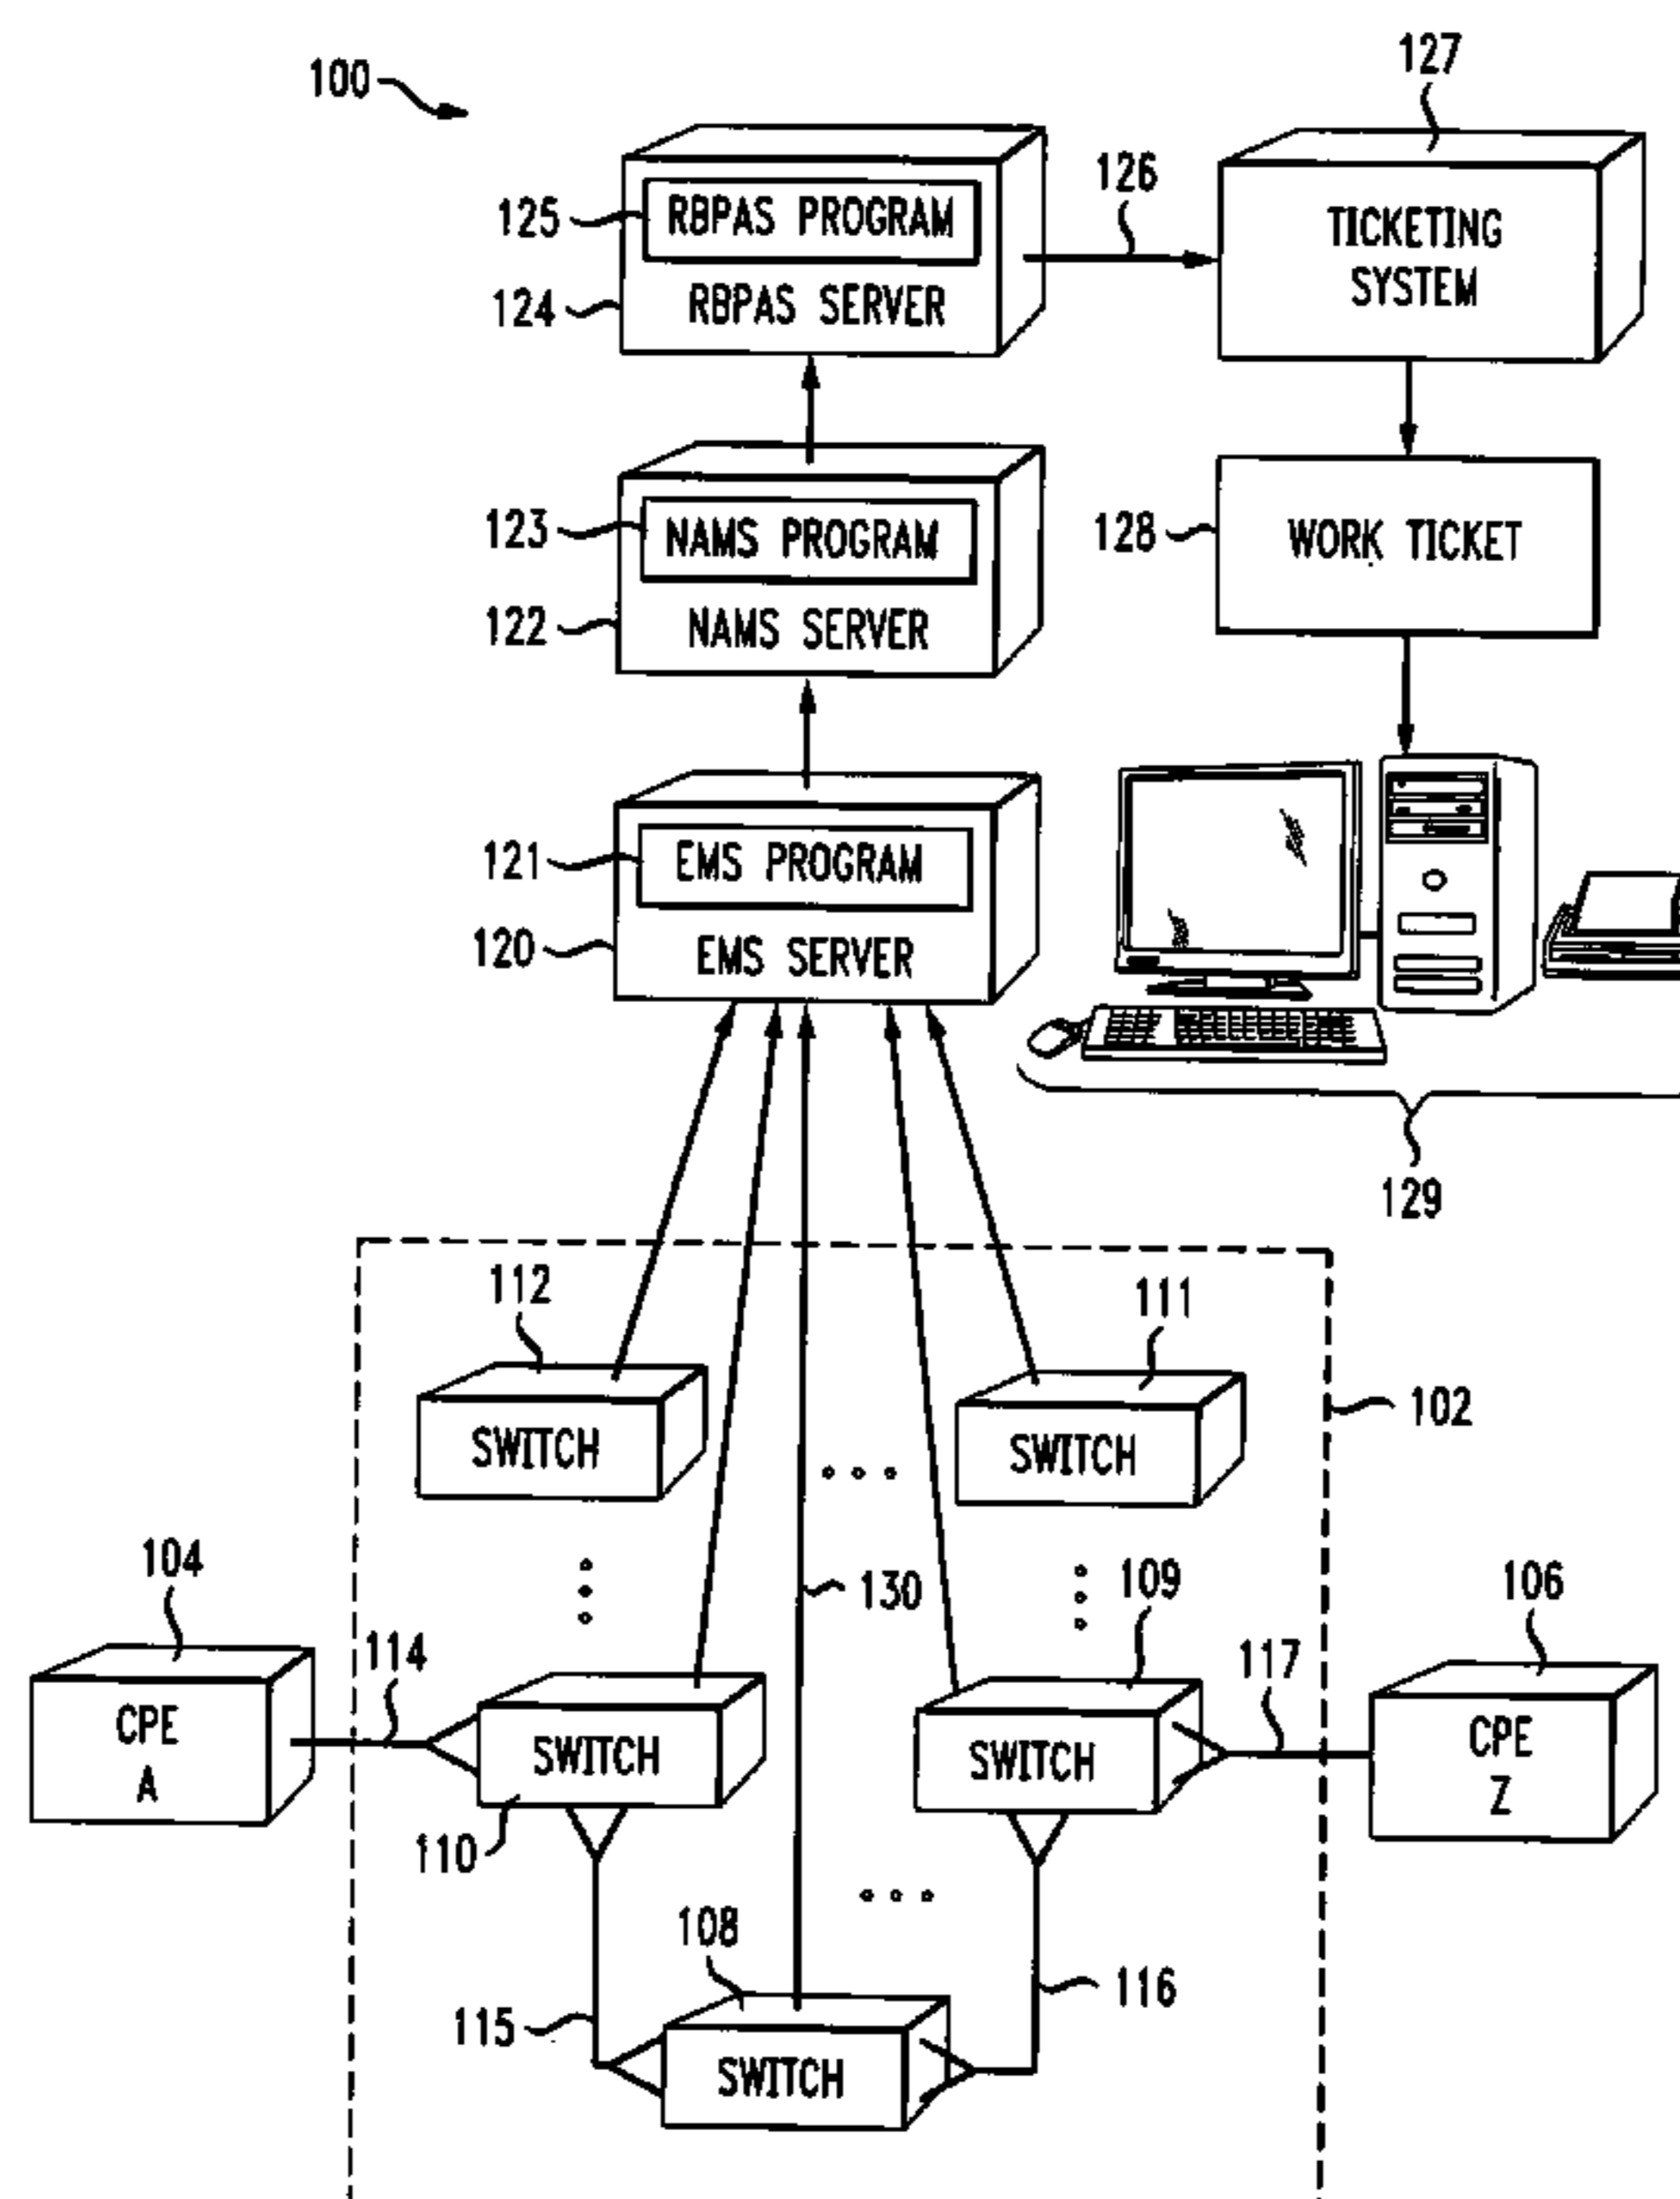 100
127
125
RBPAS PROGRAM
126
TICKETING
SYSTEM
124
RBPAS SERVER
123
NAMS PROGRAM
128
WORK TICKET
122
NAMS SERVER
121
EMS PROGRAM
120
EMS SERVER
129
112
111
102
SWITCH
SWITCH
104
130
109
106
114
117
CPE
A
SWITCH
SWITCH
CPE
Z
110
108
116
115
SWITCH